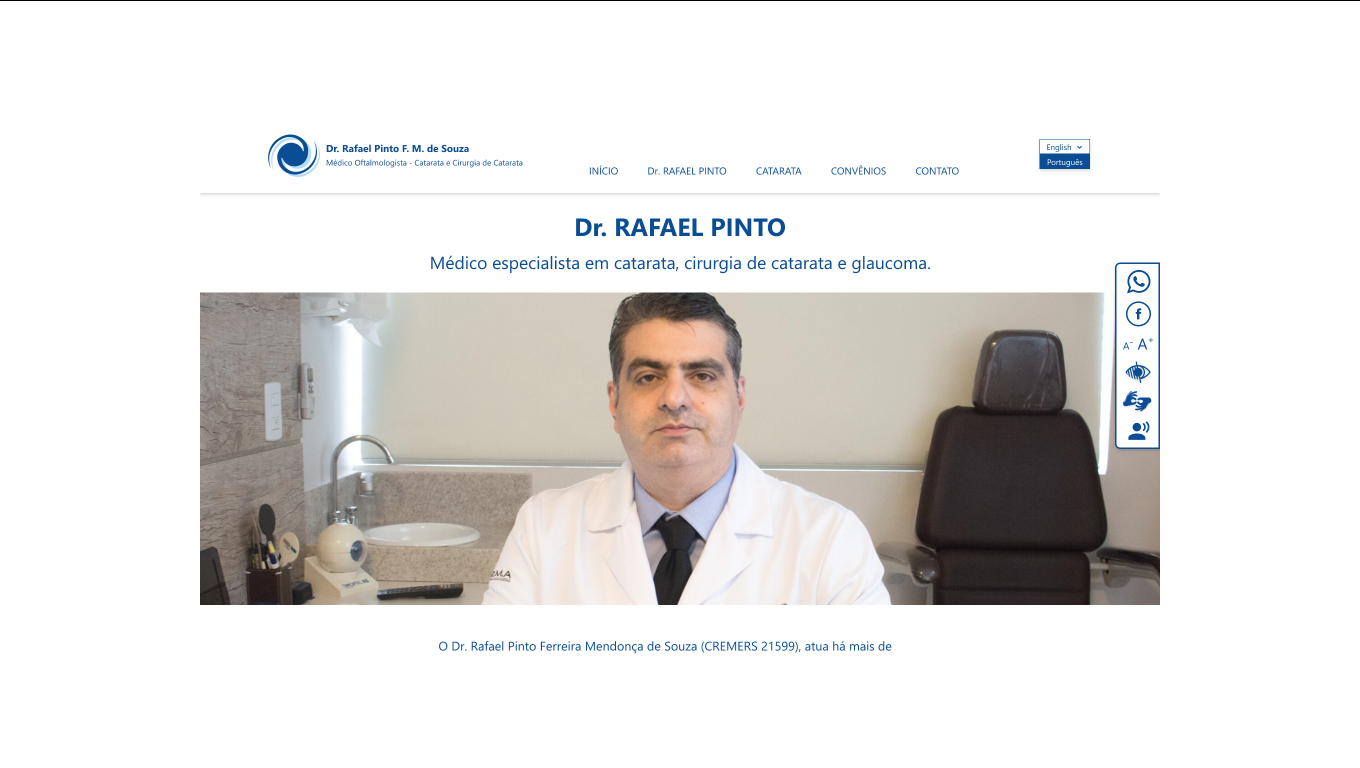 Dr. Rafael Pinto F. M. de Souza
Médico Oftalmologista - Catarata e Cirurgia de Catarata
INÍCIO Dr. RAFAEL PINTO CATARATA CONVÊNIOS CONTATO
English
Português
Dr. RAFAEL PINTO
Médico especialista em catarata, cirurgia de catarata e glaucoma.
A- A+
O Dr. Rafael Pinto Ferreira Mendonça de Souza (CREMERS 21599), atua há mais de